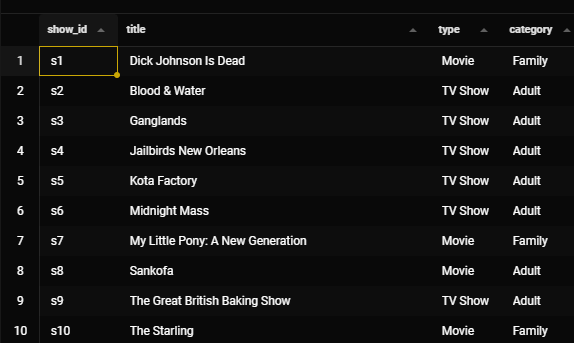 show_id title type category
1 s1 Dick Johnson Is Dead Movie Family
2 s2 Blood & Water TV Show Adult
3 s3 Ganglands TV Show Adult
4 s4 Jailbirds New Orleans TV Show Adult
5 s5 Kota Factory TV Show Adult
6 s6 Midnight Mass TV Show Adult
7 s7 My Little Pony: A New Generation Movie Family
8 s8 Sankofa Movie Adult
9 s9 The Great British Baking Show TV Show Adult
10 s10 The Starling Movie Family